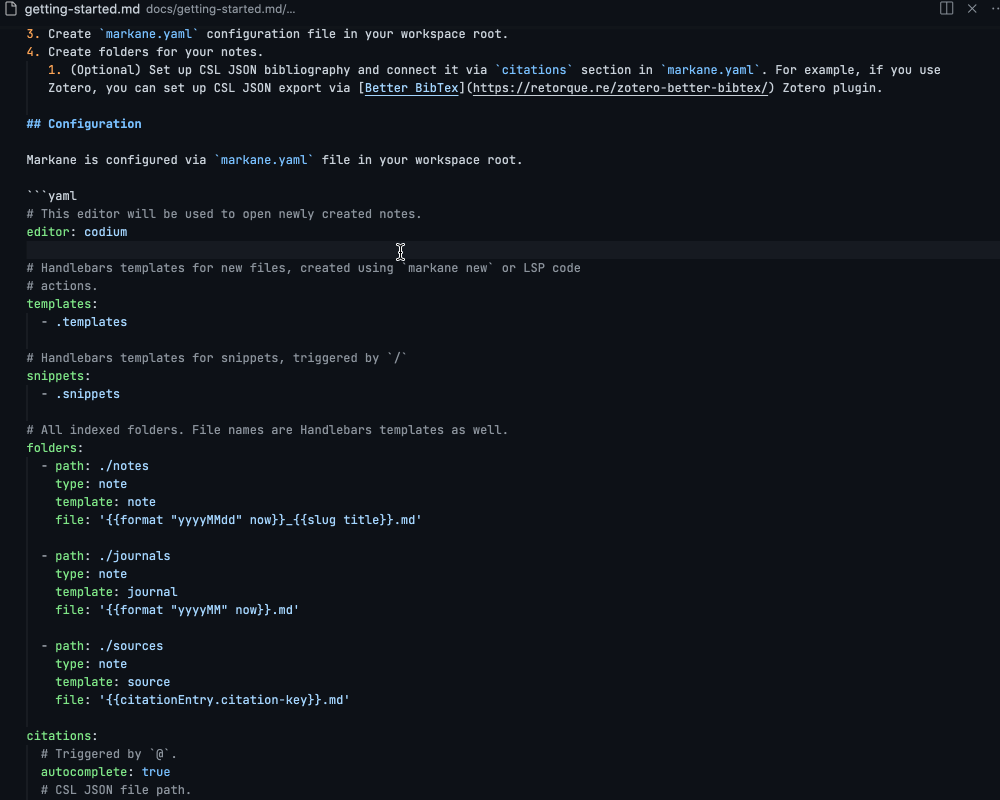 getting-started.md docs/getting-started.md/...
3. Create `markane.yaml` configuration file in your workspace root.
4. Create folders for your notes.
1. (Optional) Set up CSL JSON bibliography and connect it via `citations` section in `markane.yaml`. For example, if you use
Zotero, you can set up CSL JSON export via [Better BibTex](https://retorque.re/zotero-better-bibtex/) Zotero plugin.
## Configuration
Markane is configured via `markane.yaml` file in your workspace root.
```yaml
# This editor will be used to open newly created notes.
editor: codium
# Handlebars templates for new files, created using `markane new` or LSP code
# actions.
templates:
- .templates
# Handlebars templates for snippets, triggered by `/`
snippets:
- .snippets
# All indexed folders. File names are Handlebars templates as well.
folders:
- path: ./notes
type: note
template: note
file: '{{format "yyyyMMdd" now}}_{{slug title}}.md'
- path: ./journals
type: note
template: journal
file: '{{format "yyyyMM" now}}.md'
- path: ./sources
type: note
template: source
file: '{{citationEntry.citation-key}}.md'
citations:
# Triggered by `@`.
autocomplete: true
# CSL JSON file path.